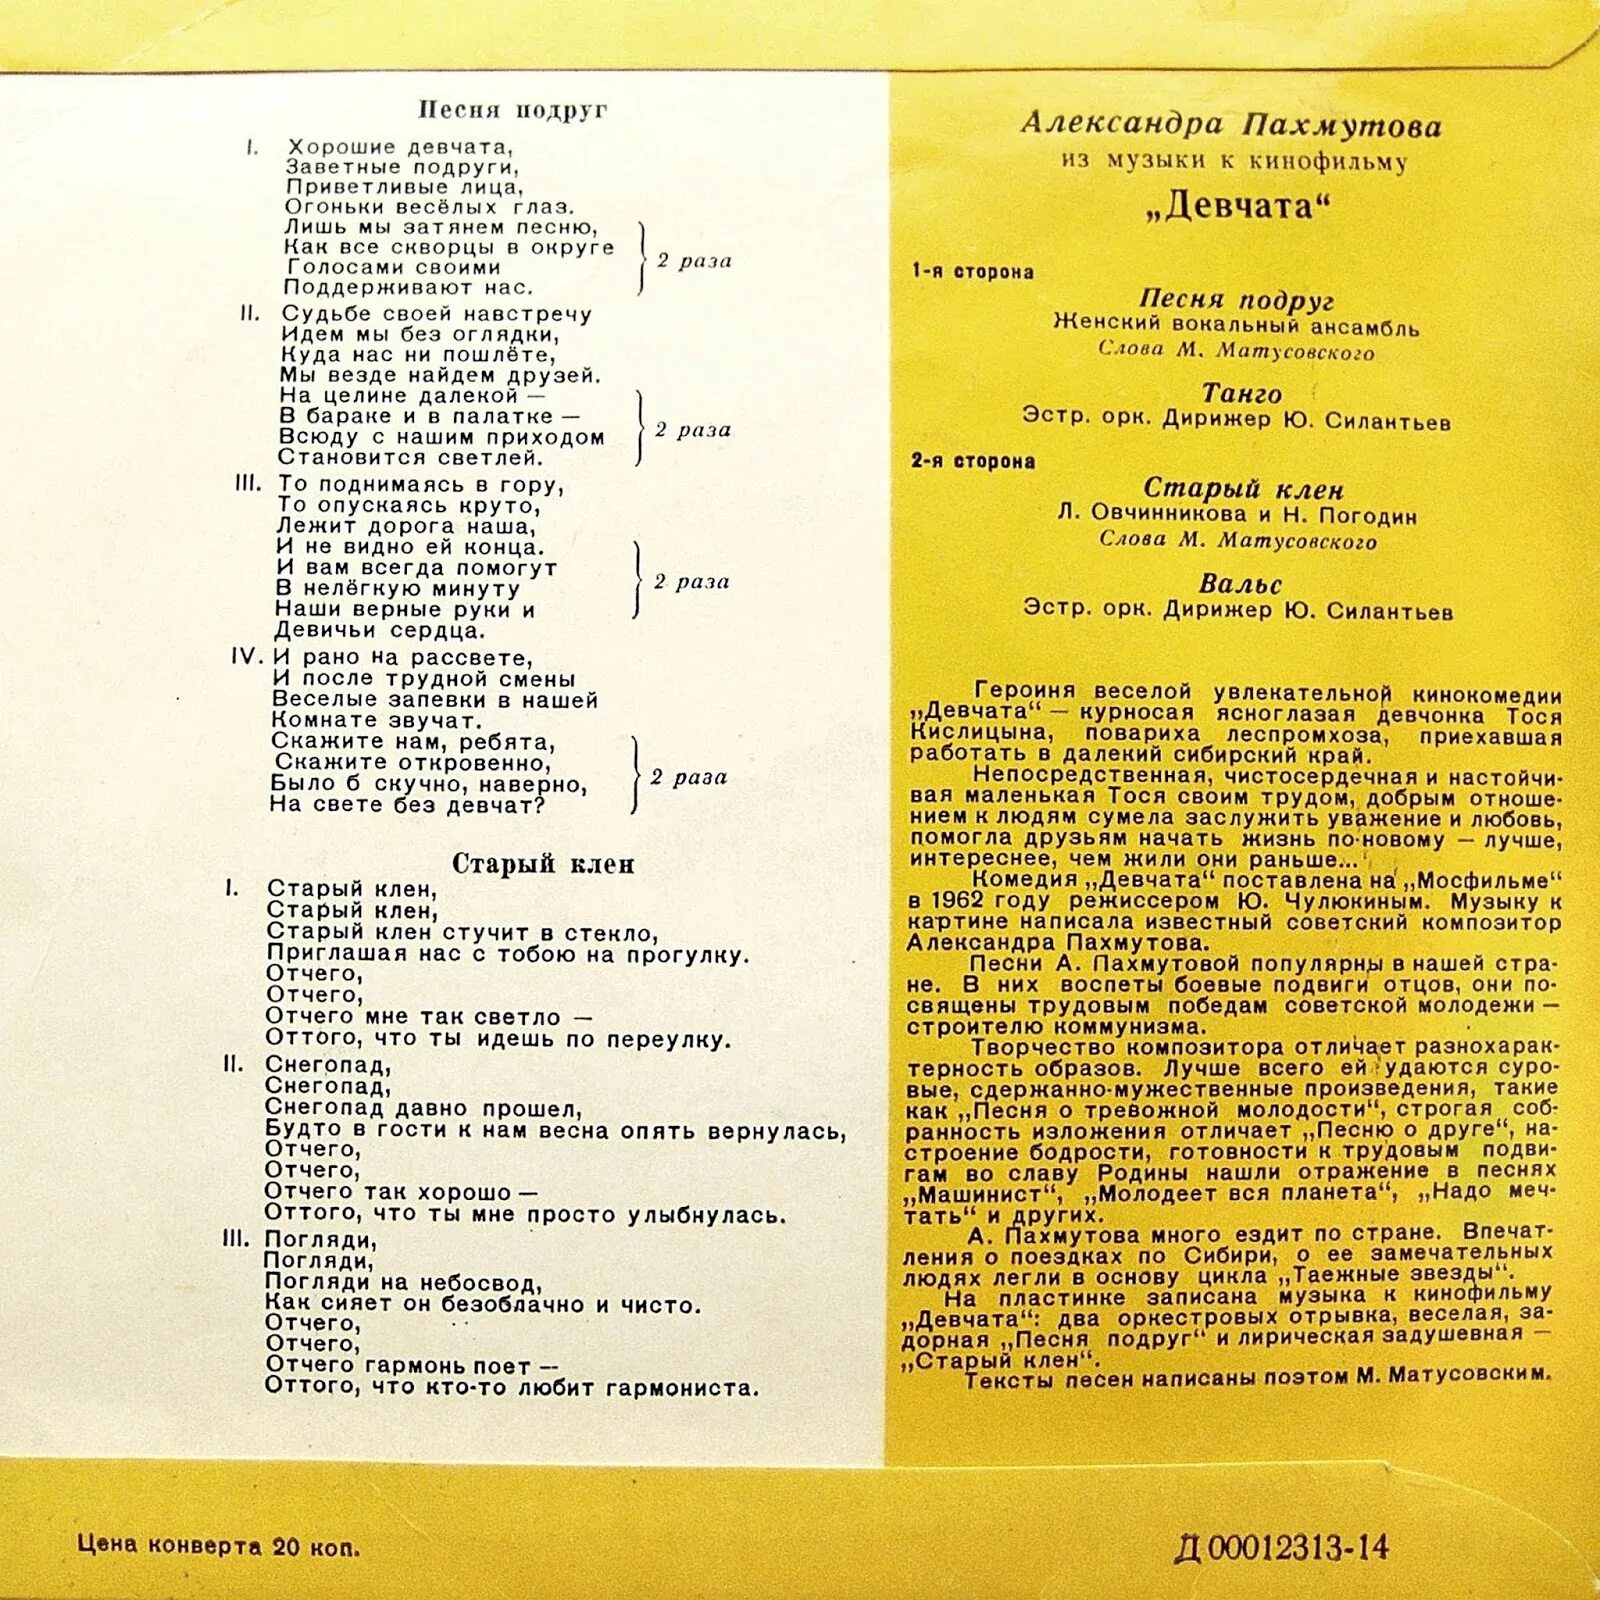 Песня подруг
I. Хорошие девчата,
Заветные подруги,
Приветливые лица,
Огоньки весёлых глаз.
Лишь мы затянем песню,
Как все скворцы в округе
Голосами своими
Поддерживают нас.
2 раза
II. Судьбе своей навстречу
Идем мы без оглядки,
Куда нас ни пошлёте,
Мы везде найдем друзей.
На целине далекой —
В бараке и в палатке —
Всюду с нашим приходом
Становится светлей.
2 раза
III. То поднимаясь в гору,
То опускаясь круто,
Лежит дорога наша,
И не видно ей конца.
И вам всегда помогут
В нелёгкую минуту
Наши верные руки и
Девичьи сердца.
2 раза
IV. И рано на рассвете,
И после трудной смены
Веселые запевки в нашей
Комнате звучат.
Скажите нам, ребята,
Скажите откровенно,
Было б скучно, наверно,
На свете без девчат?
2 раза
Старый клен
I. Старый клен,
Старый клен,
Старый клен стучит в стекло,
Приглашая нас с тобою на прогулку.
Отчего,
Отчего,
Отчего мне так светло —
Оттого, что ты идешь по переулку.
II. Снегопад,
Снегопад,
Снегопад давно прошел,
Будто в гости к нам весна опять вернулась,
Отчего,
Отчего,
Отчего так хорошо —
Оттого, что ты мне просто улыбнулась.
III. Погляди,
Погляди,
Погляди на небосвод,
Как сияет он безоблачно и чисто.
Отчего,
Отчего,
Отчего гармонь поет —
Оттого, что кто-то любит гармониста.
Цена конверта 20 коп.
Александра Пахмутова
из музыки к кинофильму
„Девчата“
1-я сторона
Песня подруг
Женский вокальный ансамбль
Слова М. Матусовского
Танго
Эстр. орк. Дирижер Ю. Силантьев
2-я сторона
Старый клен
Л. Овчинникова и Н. Погодин
Слова М. Матусовского
Вальс
Эстр. орк. Дирижер Ю. Силантьев
Героиня веселой увлекательной кинокомедии
„Девчата“ — курносая ясноглазая девчонка Тося
Кислицына, повариха леспромхоза, приехавшая
работать в далекий сибирский край.
Непосредственная, чистосердечная и настойчи-
вая маленькая Тося своим трудом, добрым отноше-
нием к людям сумела заслужить уважение и любовь,
помогла друзьям начать жизнь по-новому — лучше,
интереснее, чем жили они раньше...
Комедия „Девчата“ поставлена на „Мосфильме“
в 1962 году режиссером Ю. Чулюкиным. Музыку к
картине написала известный советский композитор
Александра Пахмутова.
Песни А. Пахмутовой популярны в нашей стра-
не. В них воспеты боевые подвиги отцов, они по-
священы трудовым победам советской молодежи —
строителю коммунизма.
Творчество композитора отличает разнохарак-
терность образов. Лучше всего ей удаются суро-
вые, сдержанно-мужественные произведения, такие
как „Песня о тревожной молодости“, строгая соб-
ранность изложения отличает „Песню о друге“, на-
строение бодрости, готовности к трудовым подви-
гам во славу Родины нашли отражение в песнях
„Машинист“, „Молодеет вся планета“, „Надо меч-
тать“ и других.
А. Пахмутова много ездит по стране. Впечат-
ления о поездках по Сибири, о ее замечательных
людях легли в основу цикла „Таежные звезды“.
На пластинке записана музыка к кинофильму
„Девчата“: два оркестровых отрывка, веселая, за-
дорная „Песня подруг“ и лирическая задушевная —
„Старый клен“.
Тексты песен написаны поэтом М. Матусовским.
Д 00012313-14